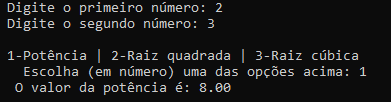 Digite o primeiro número: 2
Digite o segundo número: 3
1-Potência | 2-Raiz quadrada | 3-Raiz cúbica
Escolha (em número) uma das opções acima: 1
O valor da potência é: 8.00